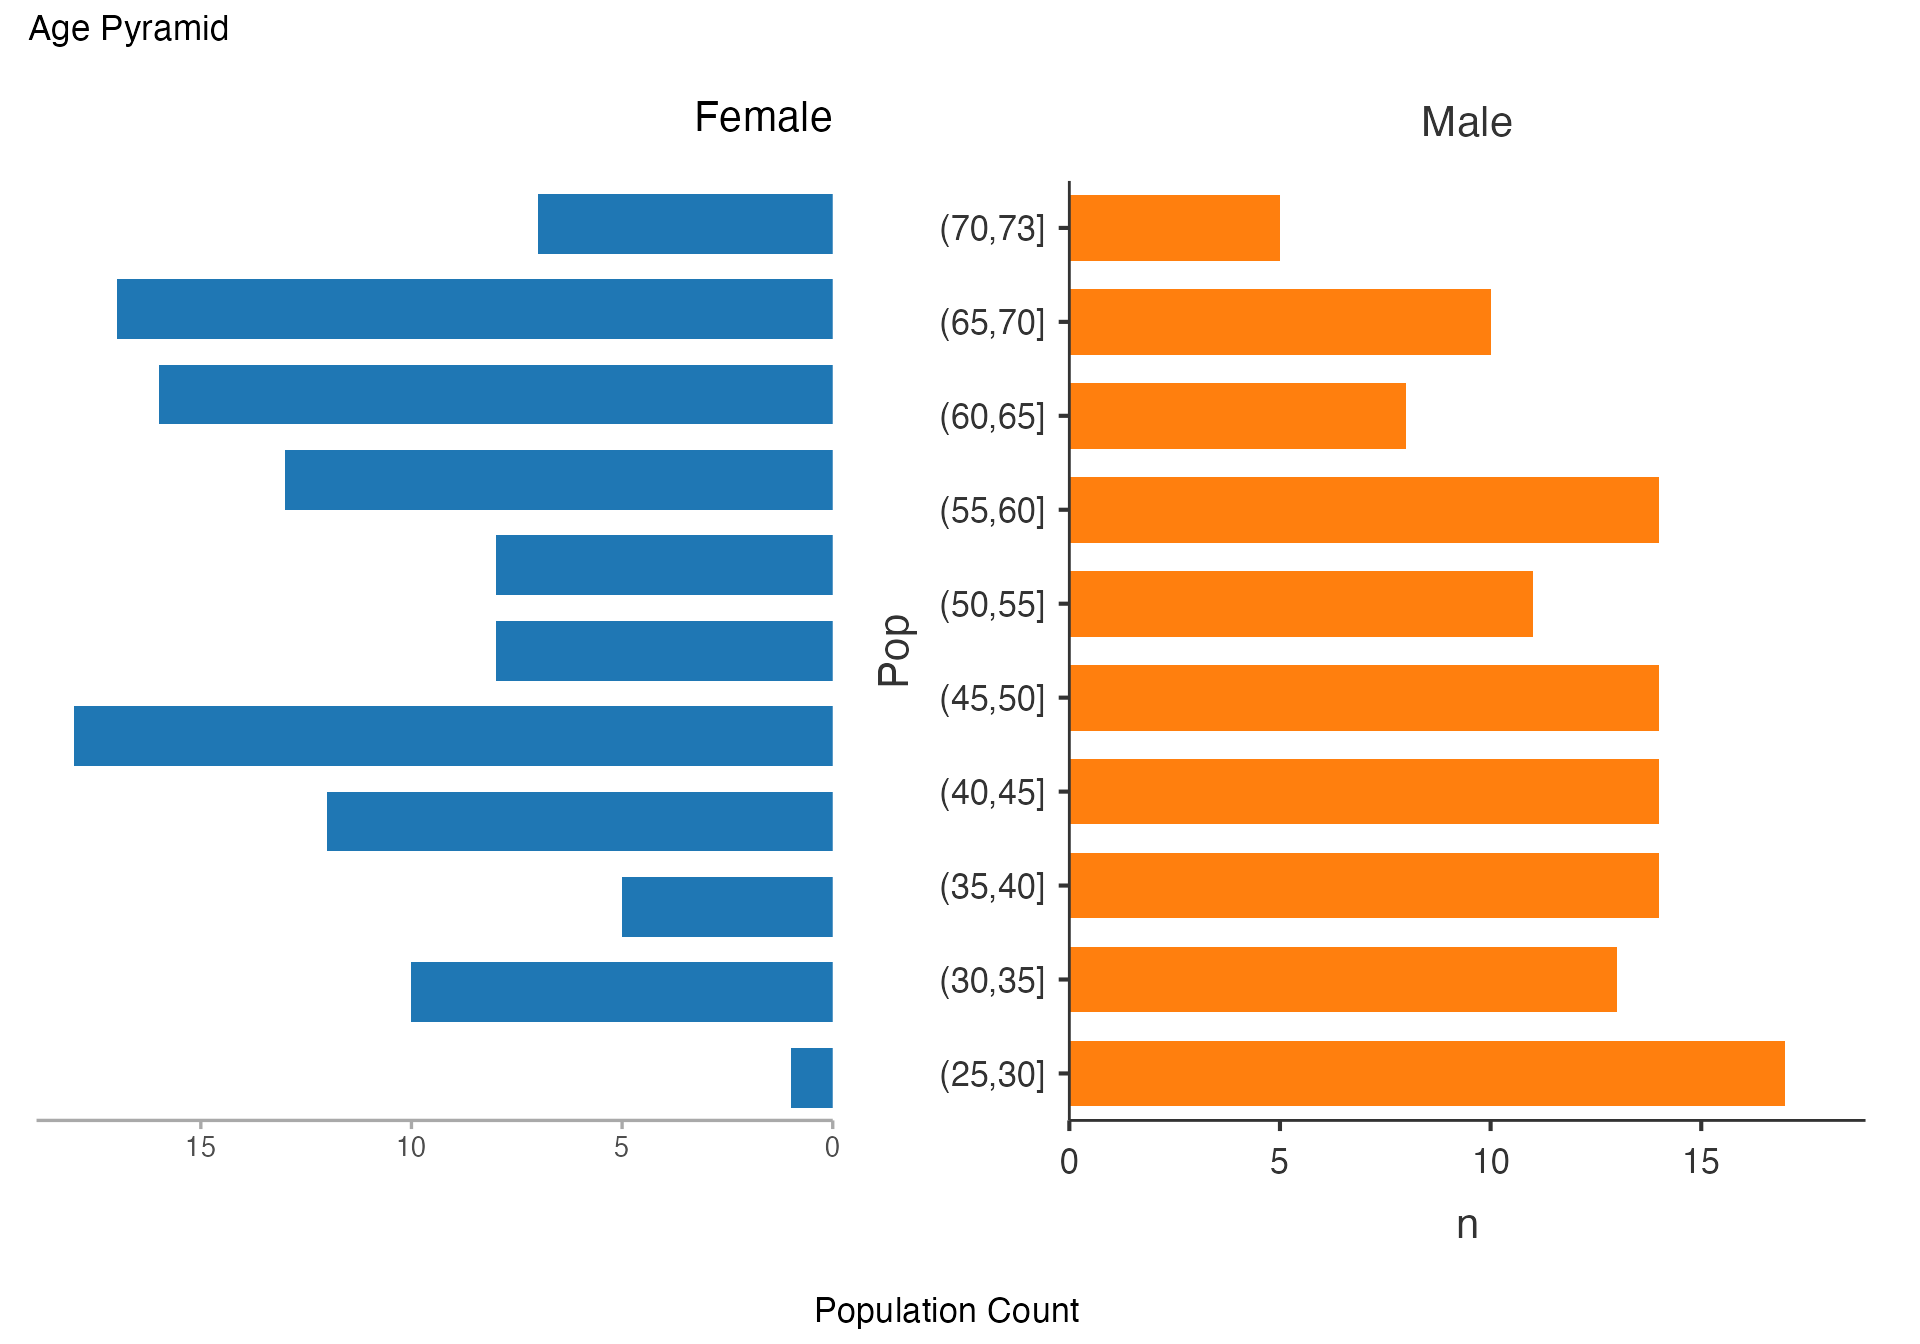 Age Pyramid
Female
Male
(70,73]
(65,70]
(60,65]
(55,60]
(50,55]
(45,50]
(40,45]
(35,40]
(30,35]
(25,30]
Pop
15 10 5 0
0 5 10 15
n
Population Count